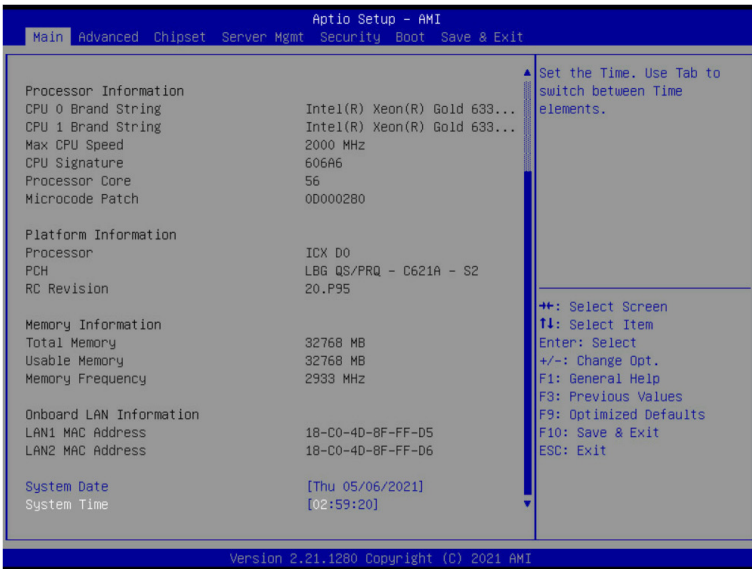 Aptio Setup – AMI
Main Advanced Chipset Server Mgmt Security Boot Save & Exit
Processor Information
CPU 0 Brand String Intel(R) Xeon(R) Gold 633...
CPU 1 Brand String Intel(R) Xeon(R) Gold 633...
Max CPU Speed 2000 MHz
CPU Signature 606A6
Processor Core 56
Microcode Patch 0D000280
Platform Information
Processor ICX D0
PCH LBG QS/PRQ - C621A - S2
RC Revision 20.P95
Memory Information
Total Memory 32768 MB
Usable Memory 32768 MB
Memory Frequency 2933 MHz
Onboard LAN Information
LAN1 MAC Address 18-C0-4D-8F-FF-D5
LAN2 MAC Address 18-C0-4D-8F-FF-D6
System Date [Thu 05/06/2021]
System Time [02:59:20]
Set the Time. Use Tab to
switch between Time
elements.
→←: Select Screen
↑↓: Select Item
Enter: Select
+/-: Change Opt.
F1: General Help
F3: Previous Values
F9: Optimized Defaults
F10: Save & Exit
ESC: Exit
Version 2.21.1280 Copyright (C) 2021 AMI